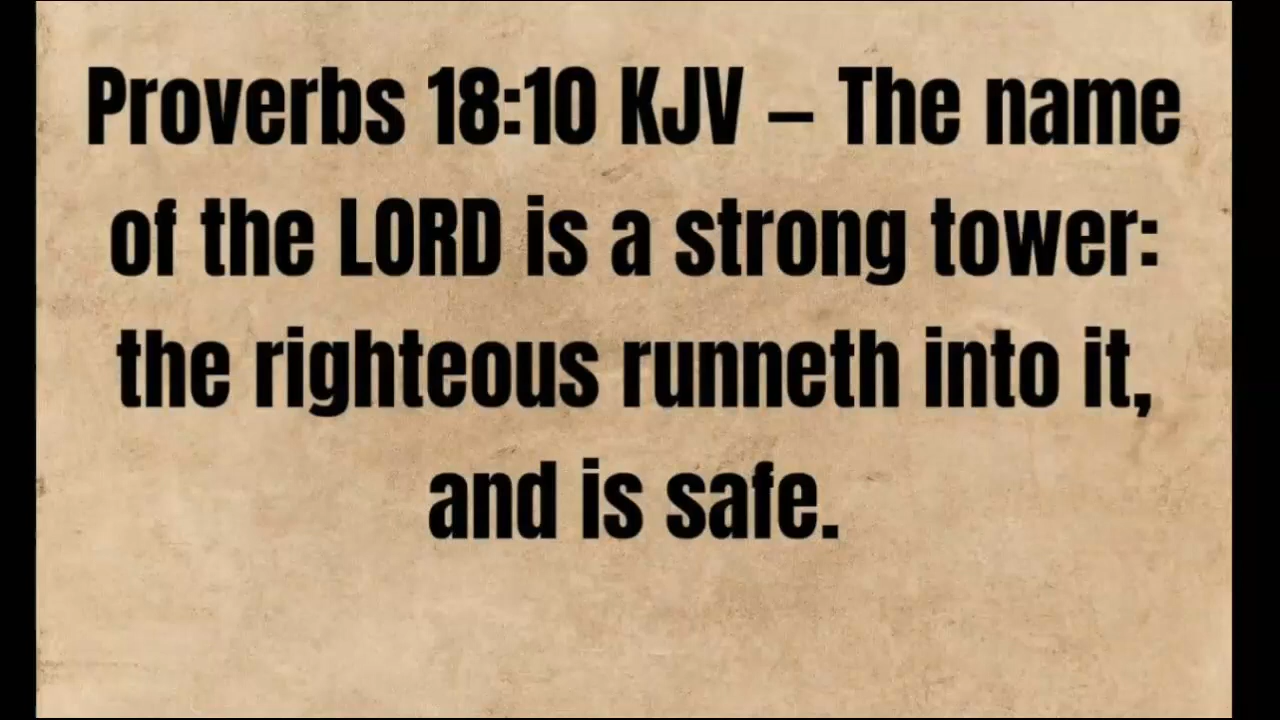 Proverbs 18:10 KJV – The name
of the LORD is a strong tower:
the righteous runneth into it,
and is safe.